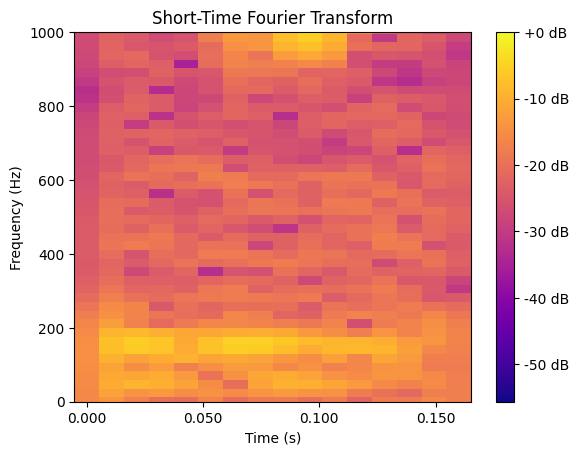 Short-Time Fourier Transform
1000
800
600
400
200
0
Frequency (Hz)
0.000
0.050
0.100
0.150
Time (s)
+0 dB
-10 dB
-20 dB
-30 dB
-40 dB
-50 dB